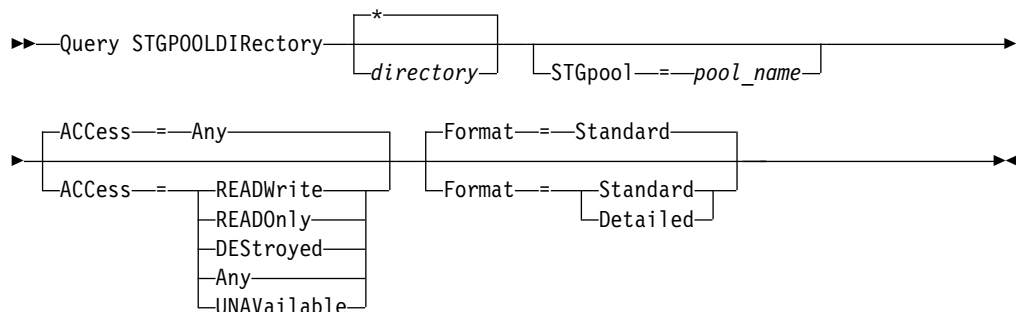 *
Query STGPOOLDIRectory directory STGpool = pool_name
ACCess = Any Format = Standard
ACCess = READWrite Format = Standard
READOnly Detailed
DEStroyed
Any
UNAVailable